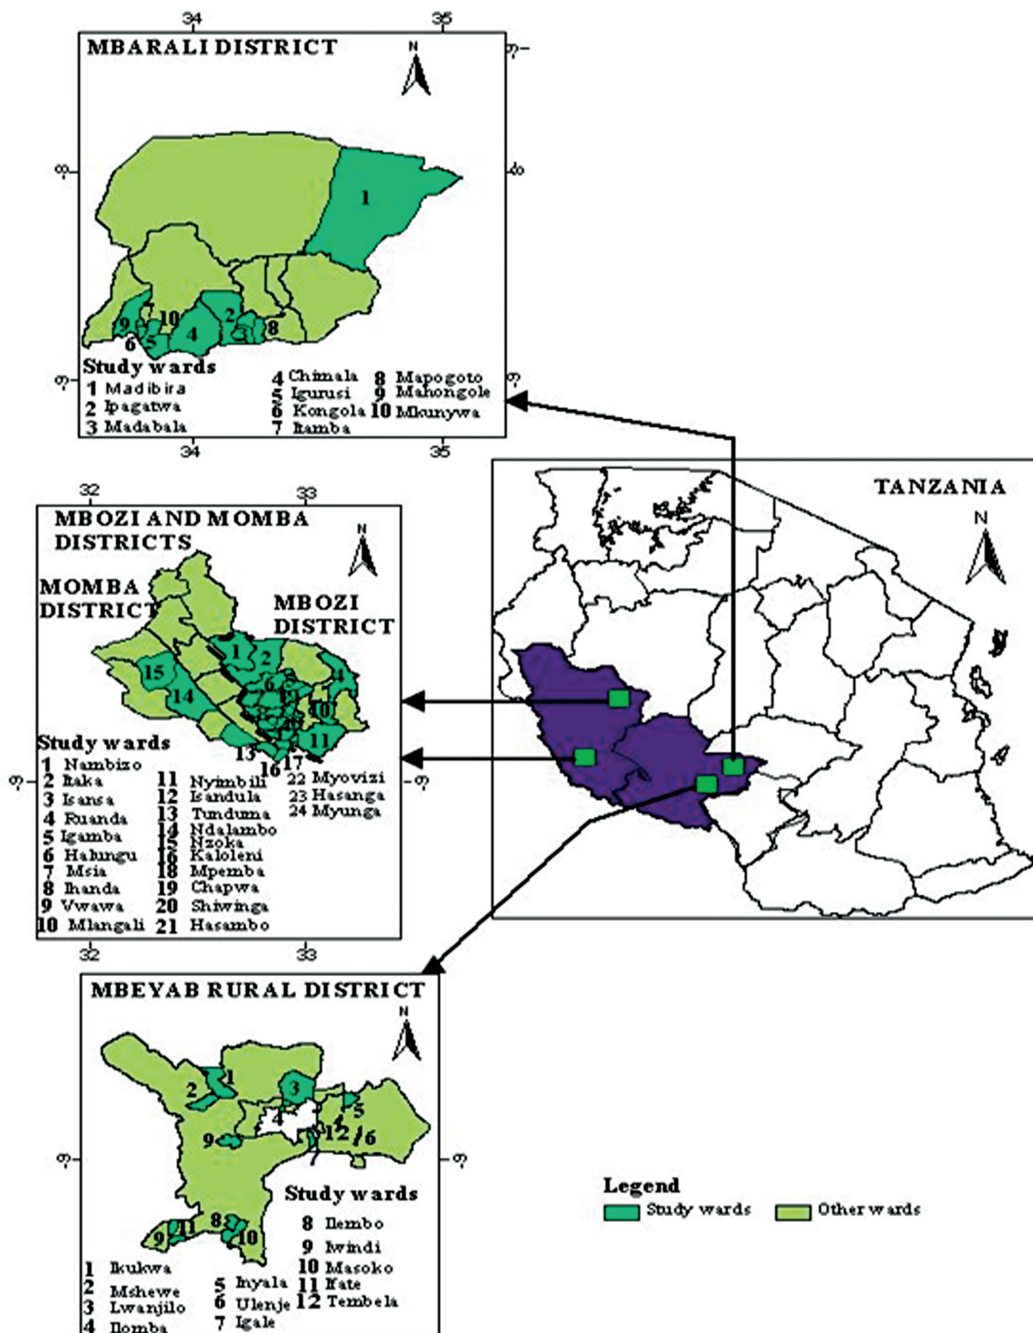 34
35
MBARALI DISTRICT
N
1
2
10
9
4
8
3
6
5
Study wards
1 Madibira
2 Ipagatwa
3 Madabala
4 Chimala
5 Igurusi
6 Kongola
7 Itamba
8 Mapogoto
9 Mahongole
10 Mkunywa
34
35
-8
-9
-9
32
33
MBOZI AND MOMBA
DISTRICTS
N
MOMBA
DISTRICT
MBOZI
DISTRICT
1
2
15
14
4
6
10
11
13
16
17
Study wards
1 Nambizo
2 Itaka
3 Isansa
4 Ruanda
5 Igamba
6 Halungu
7 Msia
8 Ihanda
9 Vwawa
10 Mlangali
11 Nyimbili
12 Isandula
13 Tunduma
14 Ndalambo
15 Nzoka
16 Kaloleni
18 Mpemba
19 Chapwa
20 Shiwinga
21 Hasambo
22 Myovizi
23 Hasanga
24 Myunga
-9
-9
32
33
TANZANIA
N
MBEYAB RURAL DISTRICT
N
1
2
3
4
5
12
6
9
8
11
9
10
Study wards
1 Ikukwa
2 Mshewe
3 Lwanjilo
4 Ilomba
5 Inyala
6 Ulenje
7 Igale
8 Ilembo
9 Iwindi
10 Masoko
11 Ifate
12 Tembela
-9
-9
Legend
Study wards
Other wards